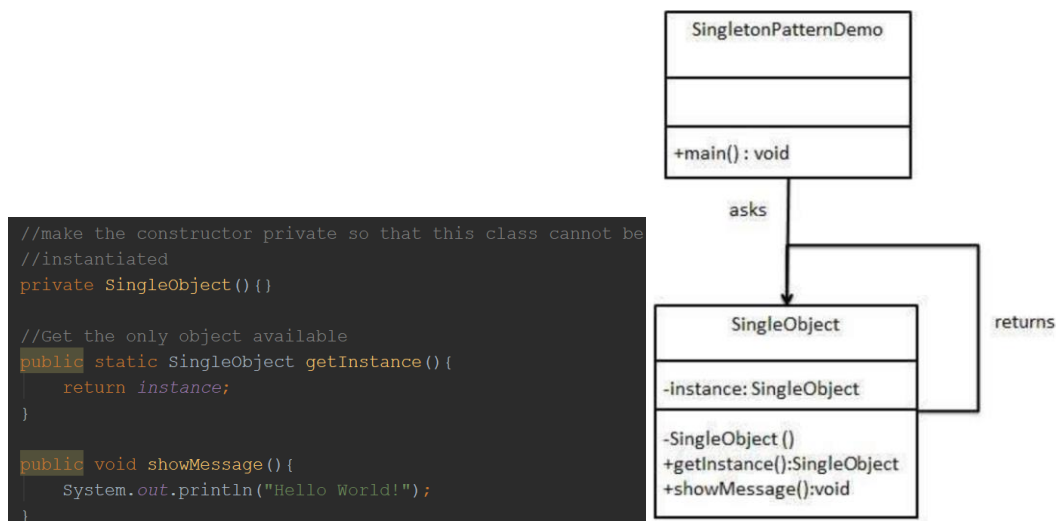 //make the constructor private so that this class cannot be
//instantiated
private SingleObject(){}
//Get the only object available
public static SingleObject getInstance(){
return instance;
}
public void showMessage(){
System.out.println("Hello World!");
}
SingletonPatternDemo
+main() : void
asks
SingleObject
returns
-instance: SingleObject
-SingleObject ()
+getInstance():SingleObject
+showMessage():void